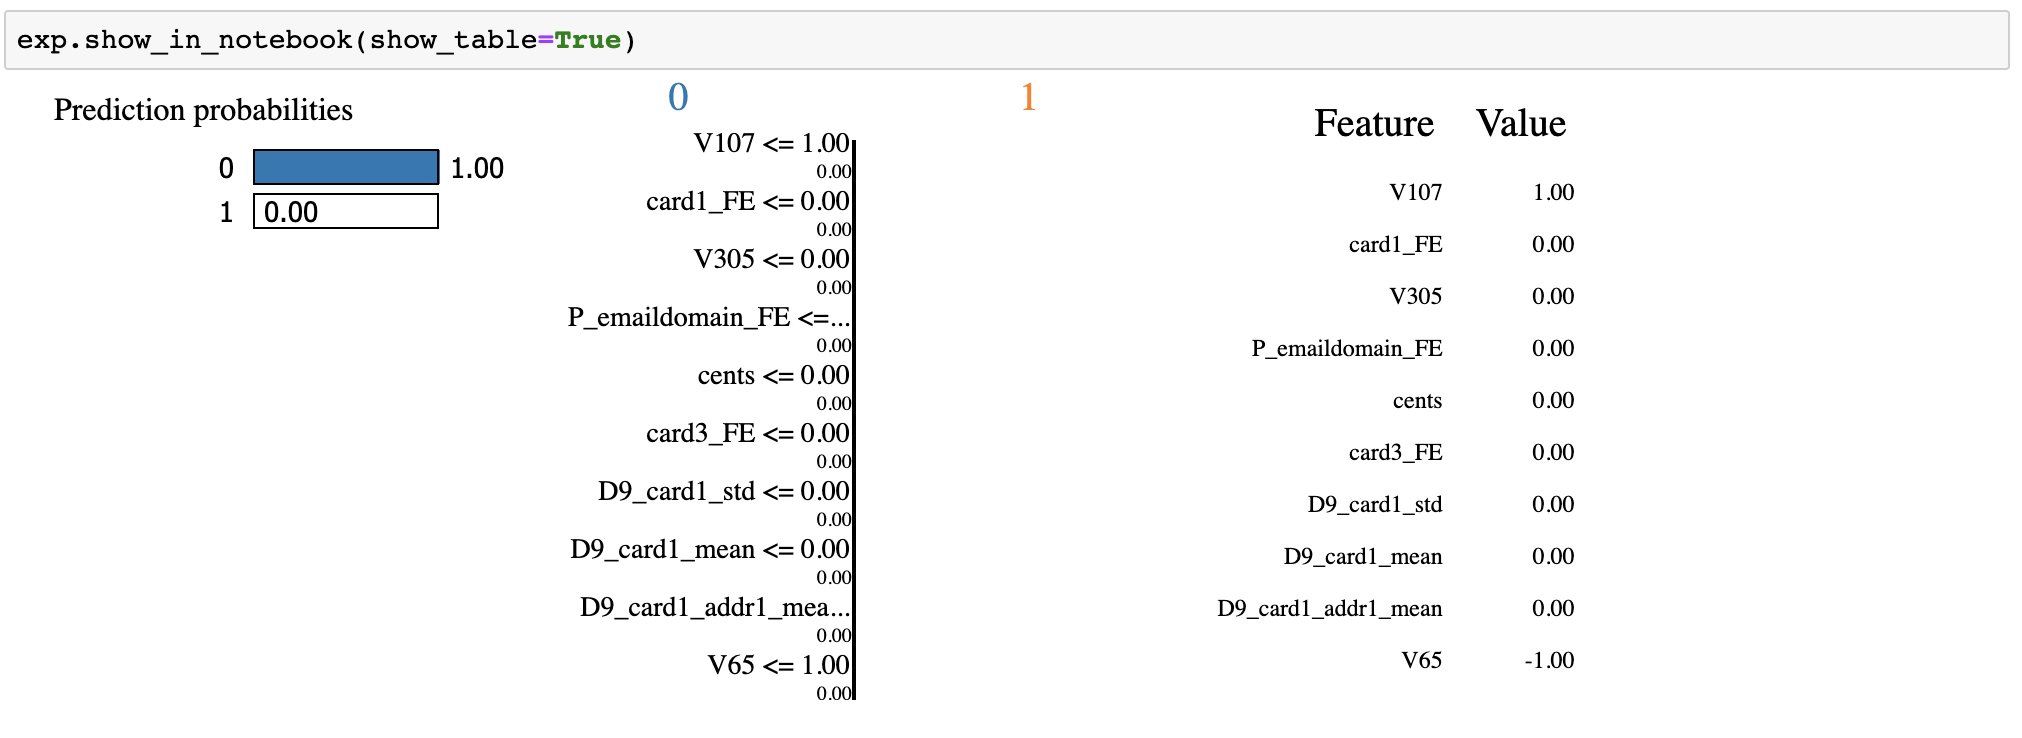 exp.show_in_notebook(show_table=True)
Prediction probabilities
0 1.00
1 0.00
0 1
V107 <= 1.00
0.00
card1_FE <= 0.00
0.00
V305 <= 0.00
0.00
P_emaildomain_FE <=...
0.00
cents <= 0.00
0.00
card3_FE <= 0.00
0.00
D9_card1_std <= 0.00
0.00
D9_card1_mean <= 0.00
0.00
D9_card1_addr1_mea...
0.00
V65 <= 1.00
0.00
Feature Value
V107 1.00
card1_FE 0.00
V305 0.00
P_emaildomain_FE 0.00
cents 0.00
card3_FE 0.00
D9_card1_std 0.00
D9_card1_mean 0.00
D9_card1_addr1_mean 0.00
V65 -1.00